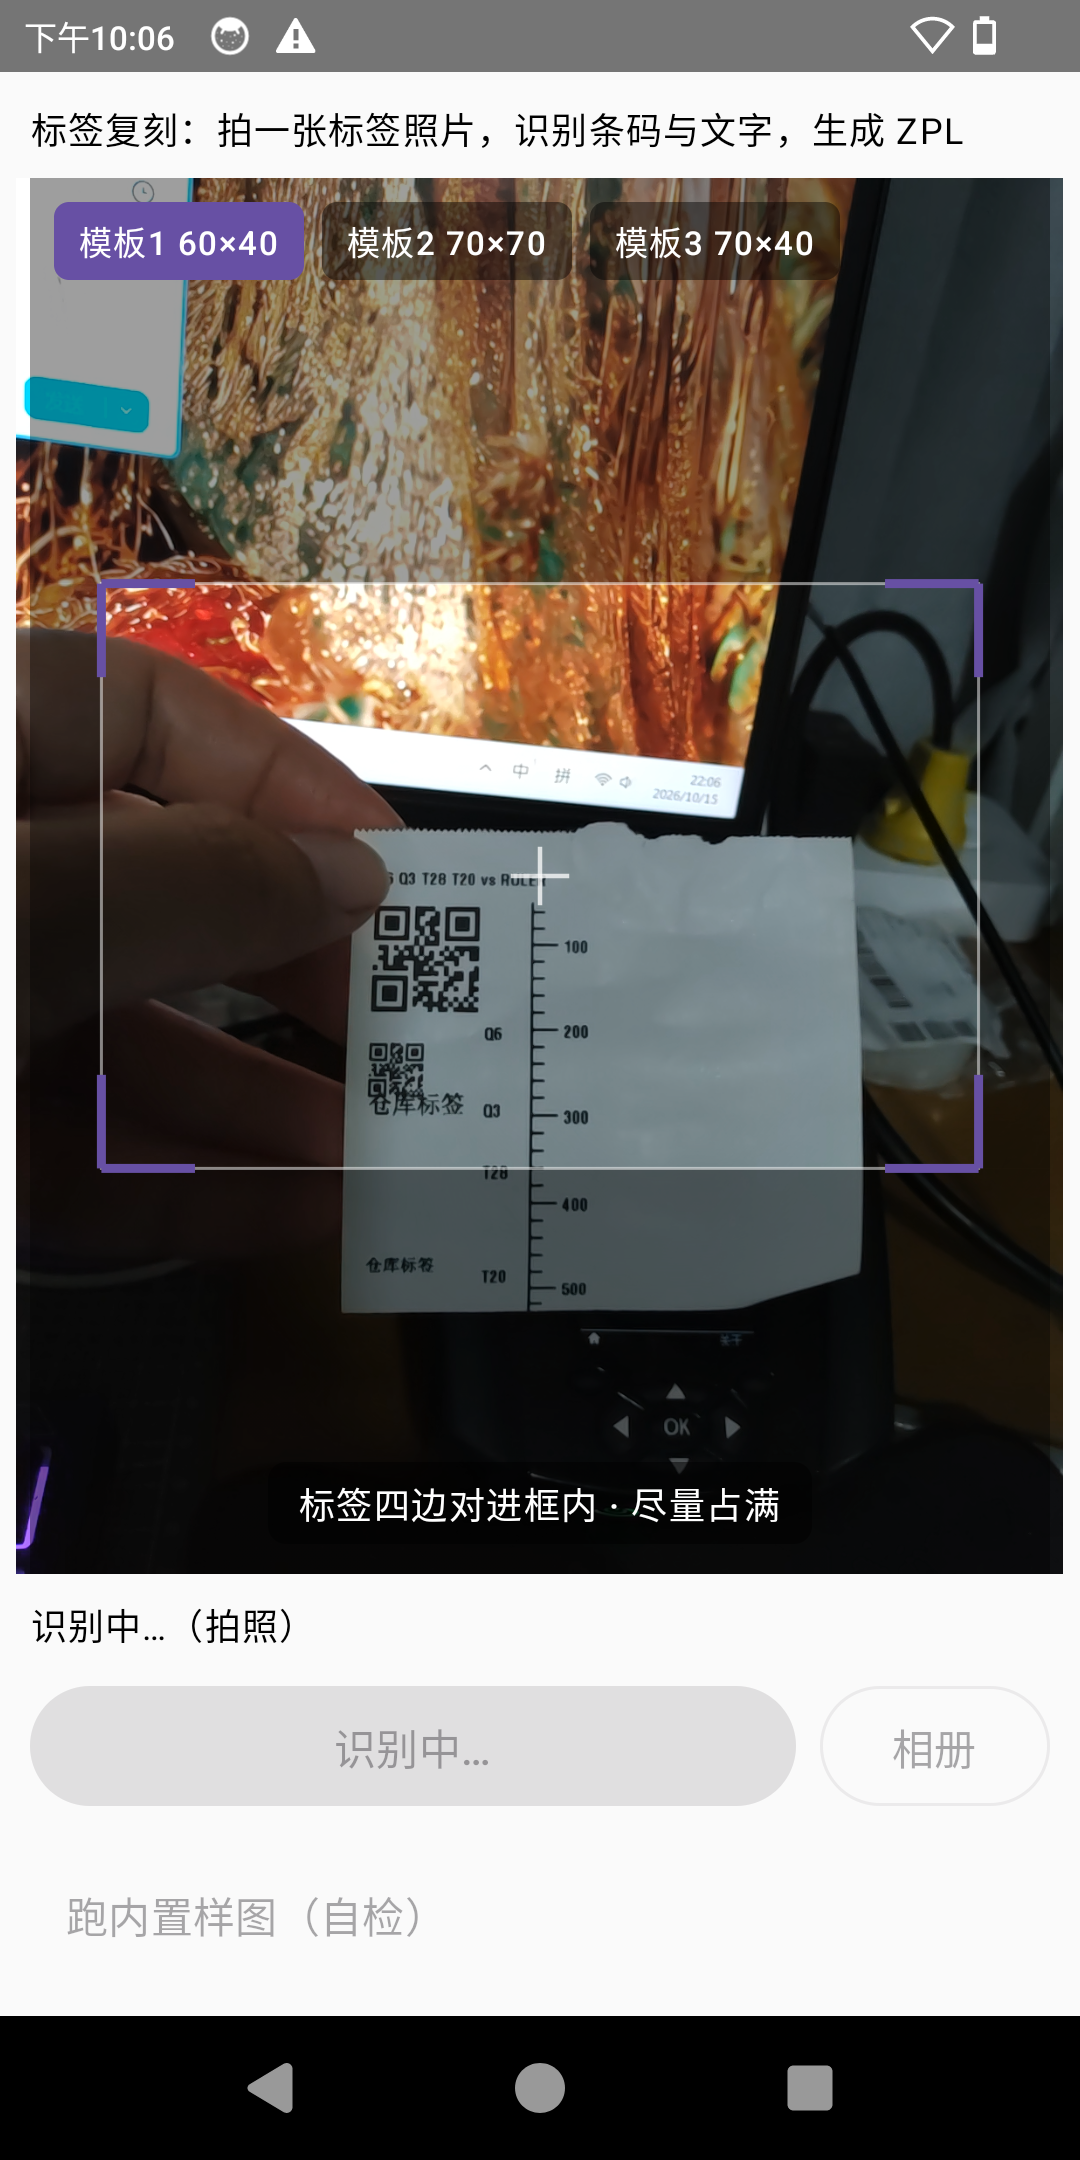 下午10:06
标签复刻：拍一张标签照片，识别条码与文字，生成 ZPL
模板1 60×40
模板2 70×70
模板3 70×40
中
拼
22:06
2026/10/15
Q3 T28 T20 vs RULER
100
Q6
200
仓库标签
Q3
300
T28
400
仓库标签
T20
500
关于
OK
标签四边对进框内 · 尽量占满
识别中…（拍照）
识别中…
相册
跑内置样图（自检）